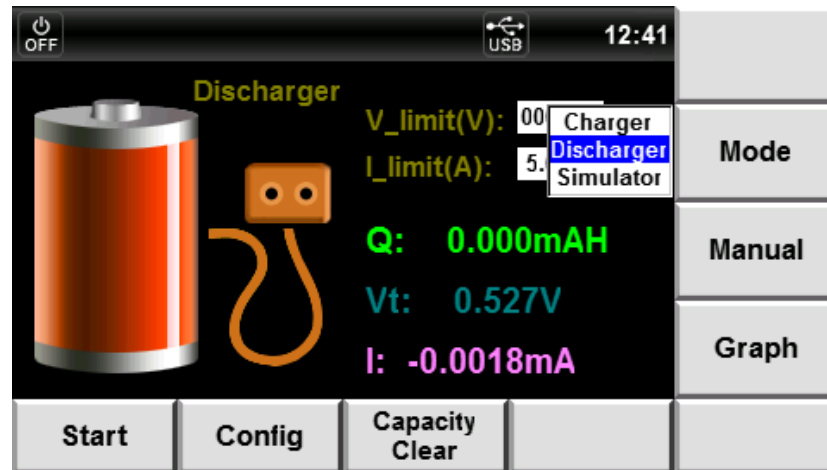 OFF
USB
12:41
Discharger
V_limit(V): 00
I_limit(A): 5.
Charger
Discharger
Simulator
Q: 0.000mAH
Vt: 0.527V
I: -0.0018mA
Mode
Manual
Graph
Start
Config
Capacity
Clear